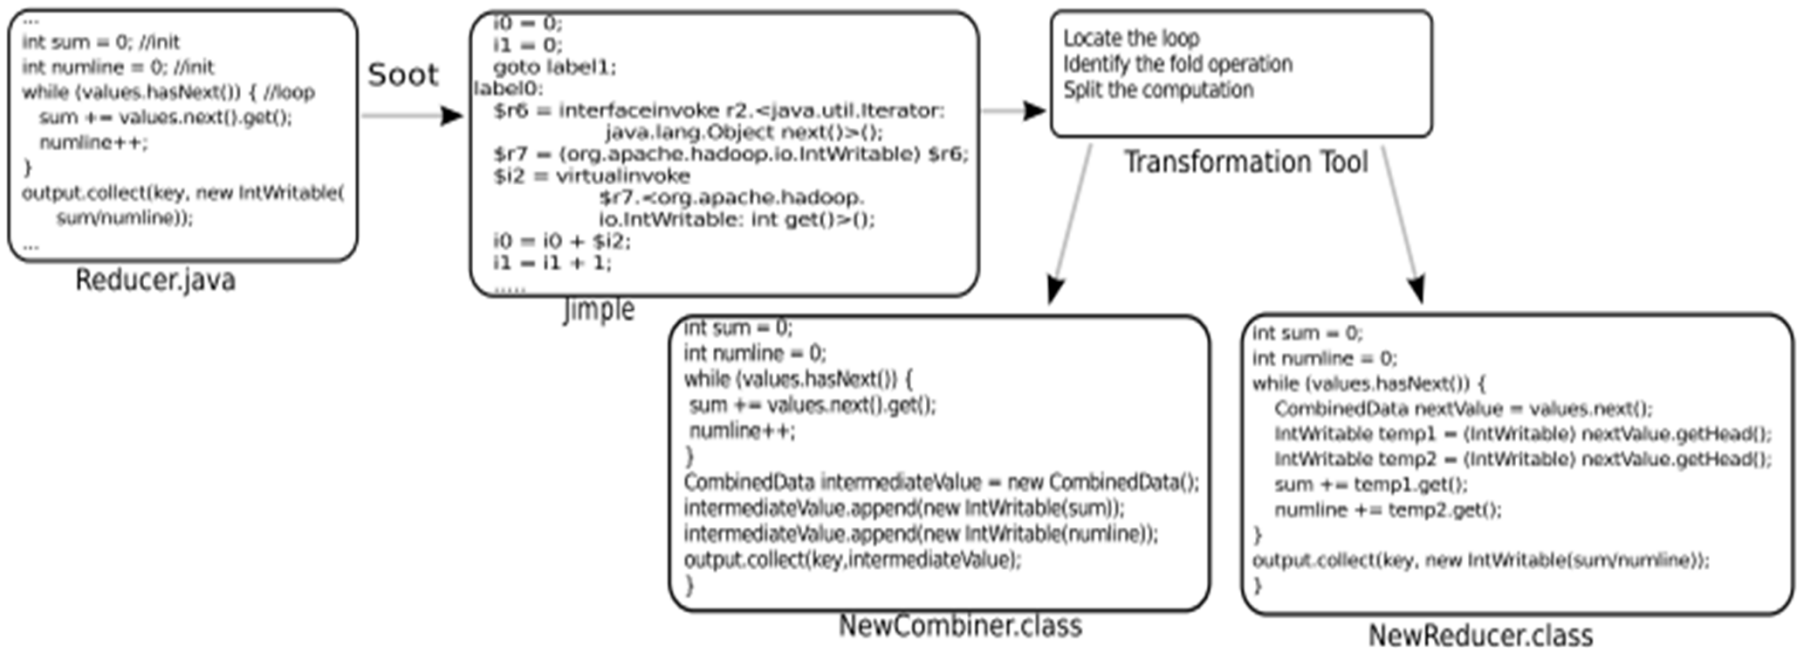 ...
int sum = 0; //init
int numline = 0; //init
while (values.hasNext()) { //loop
sum += values.next().get();
numline++;
}
output.collect(key, new IntWritable(
sum/numline));
...
Reducer.java
Soot
i0 = 0;
i1 = 0;
goto label1;
label0:
$r6 = interfaceinvoke r2.<java.util.Iterator:
java.lang.Object next()>();
$r7 = (org.apache.hadoop.io.IntWritable) $r6;
$i2 = virtualinvoke
$r7.<org.apache.hadoop.
io.IntWritable: int get()>();
i0 = i0 + $i2;
i1 = i1 + 1;
.....
Jimple
Locate the loop
Identify the fold operation
Split the computation
Transformation Tool
int sum = 0;
int numline = 0;
while (values.hasNext()) {
sum += values.next().get();
numline++;
}
CombinedData intermediateValue = new CombinedData();
intermediateValue.append(new IntWritable(sum));
intermediateValue.append(new IntWritable(numline));
output.collect(key,intermediateValue);
}
NewCombiner.class
int sum = 0;
int numline = 0;
while (values.hasNext()) {
CombinedData nextValue = values.next();
IntWritable temp1 = (IntWritable) nextValue.getHead();
IntWritable temp2 = (IntWritable) nextValue.getHead();
sum += temp1.get();
numline += temp2.get();
}
output.collect(key, new IntWritable(sum/numline));
}
NewReducer.class